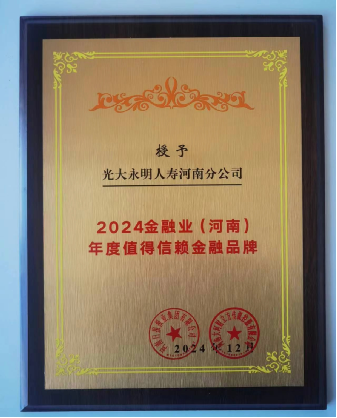 授予
光大永明人寿河南分公司
2024金融业（河南）
年度值得信赖金融品牌
2024年12月